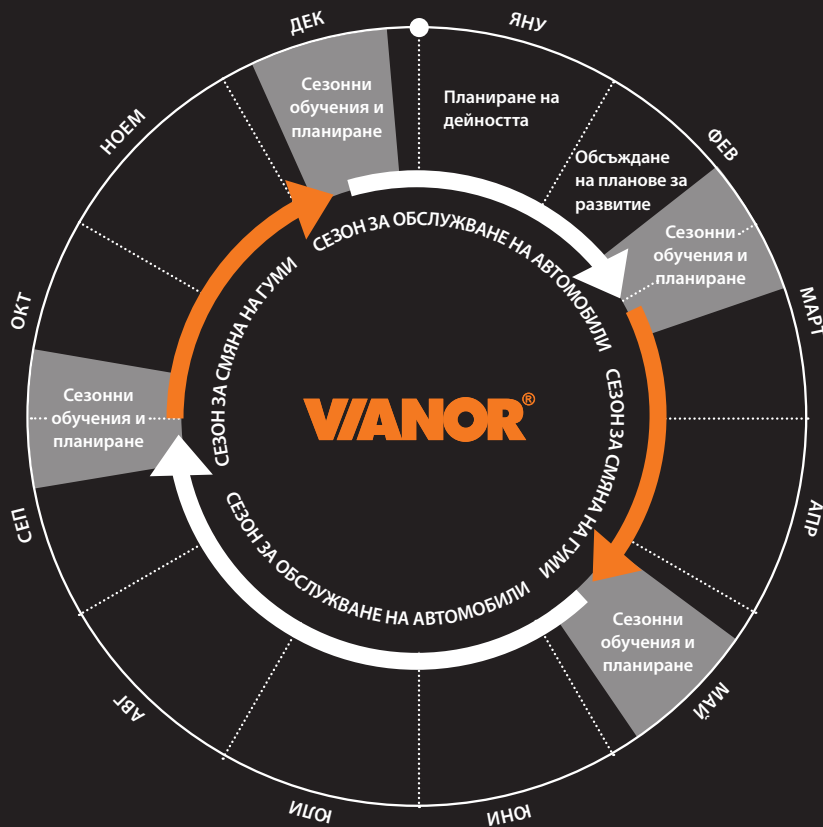 ДЕК
ЯНУ
ФЕВ
МАРТ
АПР
МАЙ
ЮНИ
ЮЛИ
АВГ
СЕП
ОКТ
НОЕМ
Сезонни
обучения и
планиране
Планиране на
дейността
Обсъждане
на планове за
развитие
Сезонни
обучения и
планиране
Сезонни
обучения и
планиране
Сезонни
обучения и
планиране
СЕЗОН ЗА ОБСЛУЖВАНЕ НА АВТОМОБИЛИ
СЕЗОН ЗА СМЯНА НА ГУМИ
СЕЗОН ЗА ОБСЛУЖВАНЕ НА АВТОМОБИЛИ
СЕЗОН ЗА СМЯНА НА ГУМИ
VIANOR®